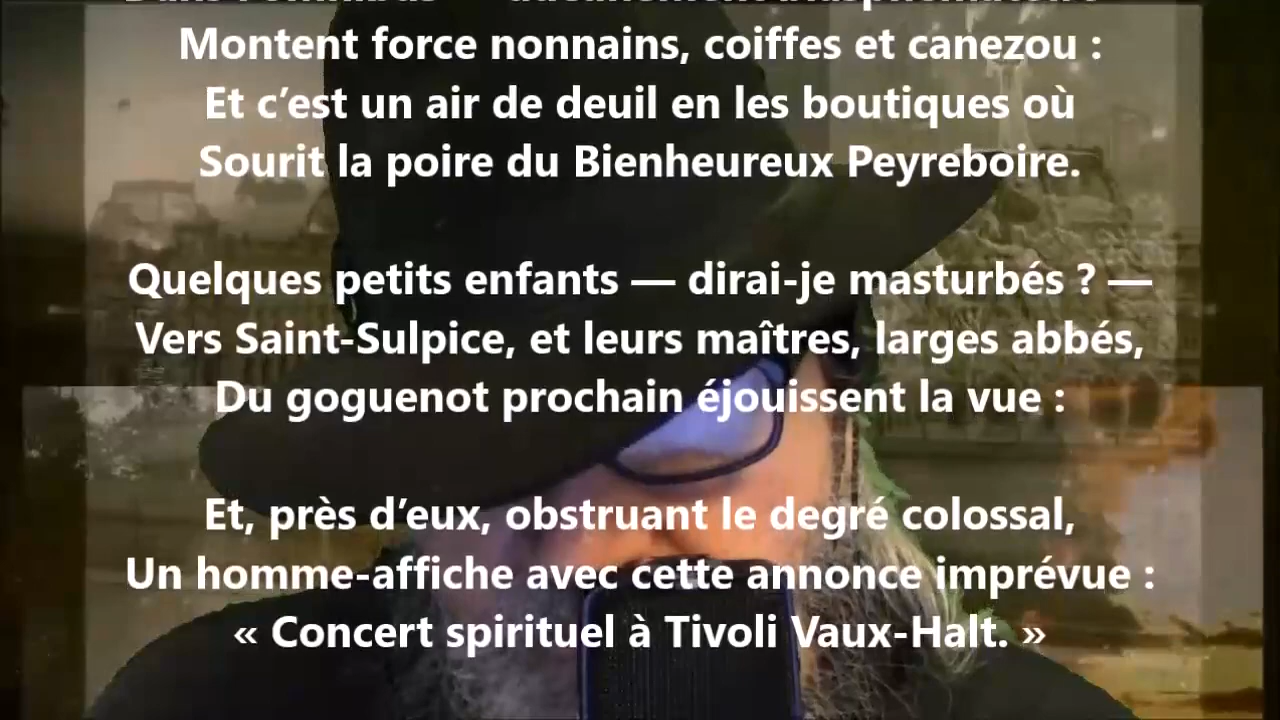 Montent force nonnains, coiffes et canezou :
Et c’est un air de deuil en les boutiques où
Sourit la poire du Bienheureux Peyreboire.
Quelques petits enfants — dirai-je masturbés ? —
Vers Saint-Sulpice, et leurs maîtres, larges abbés,
Du goguenot prochain éjouissent la vue :
Et, près d’eux, obstruant le degré colossal,
Un homme-affiche avec cette annonce imprévue :
« Concert spirituel à Tivoli Vaux-Halt. »